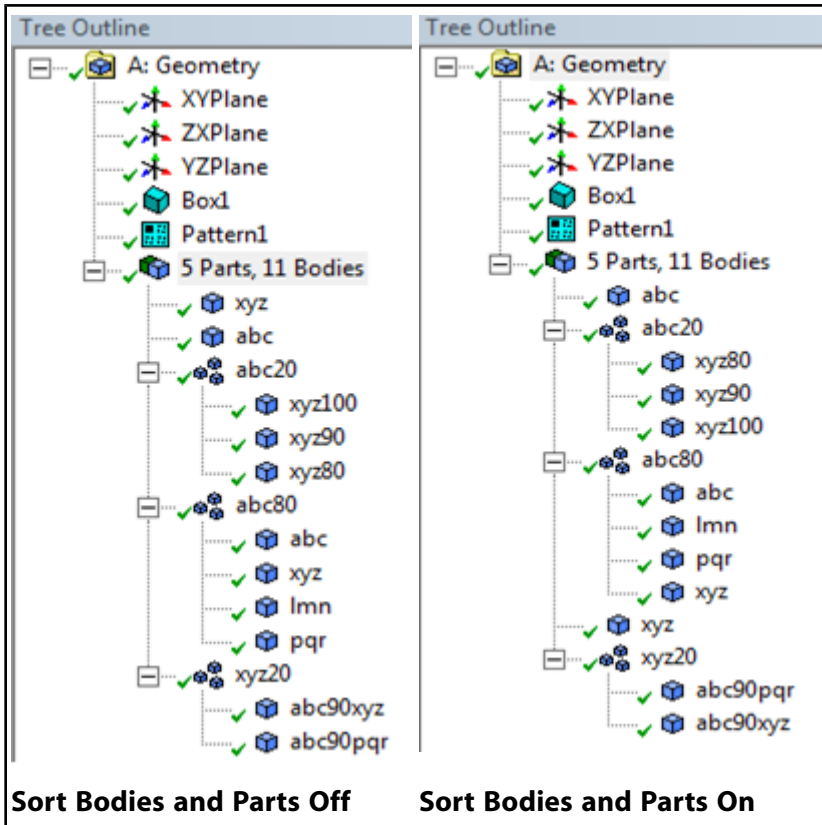 Tree Outline
A: Geometry
XYPlane
ZXPlane
YZPlane
Box1
Pattern1
5 Parts, 11 Bodies
xyz
abc
abc20
xyz100
xyz90
xyz80
abc80
abc
xyz
lmn
pqr
xyz20
abc90xyz
abc90pqr
Sort Bodies and Parts Off
Tree Outline
A: Geometry
XYPlane
ZXPlane
YZPlane
Box1
Pattern1
5 Parts, 11 Bodies
abc
abc20
xyz80
xyz90
xyz100
abc80
abc
lmn
pqr
xyz
xyz
xyz20
abc90pqr
abc90xyz
Sort Bodies and Parts On